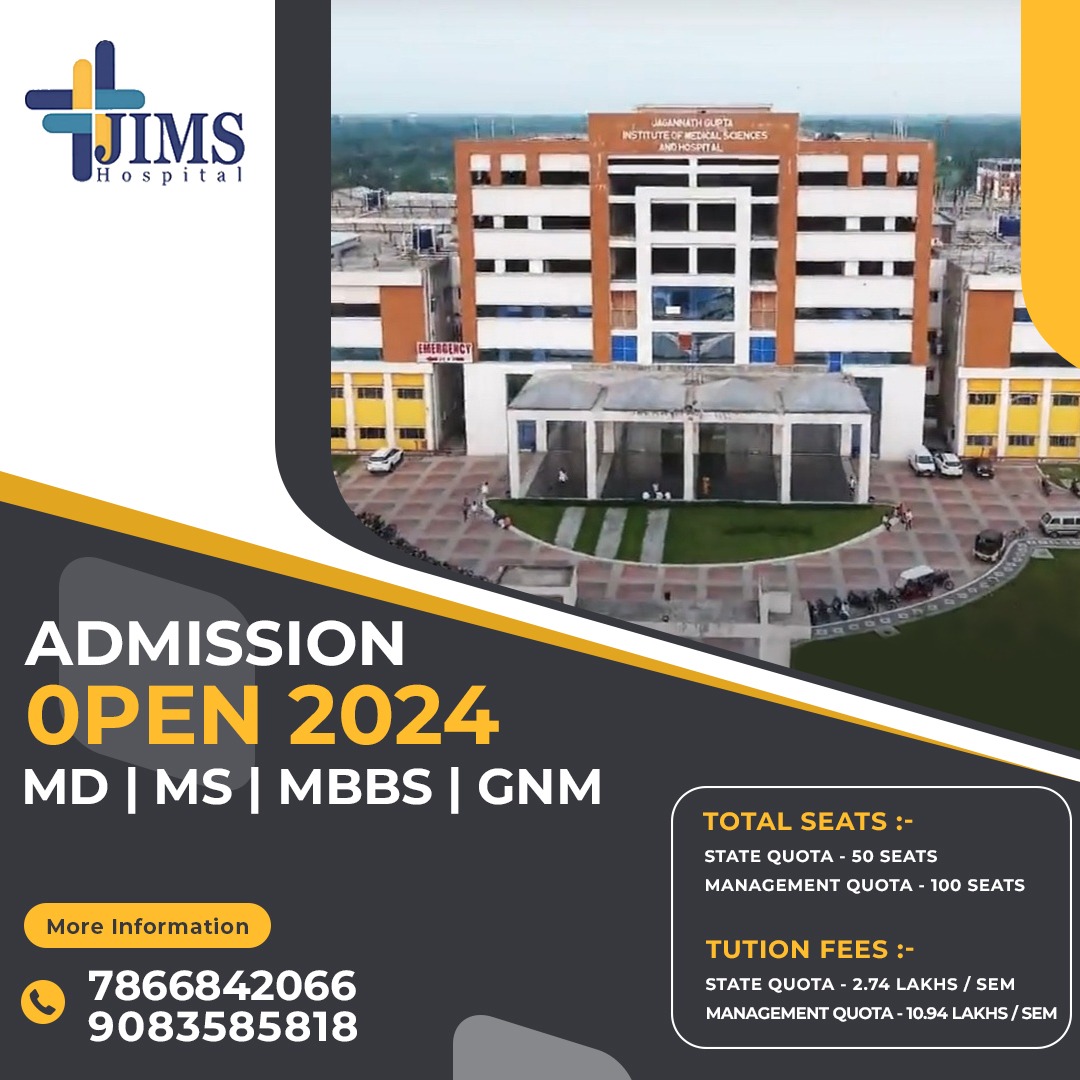 JIMS
Hospital
JAGANNATH GUPTA
INSTITUTE OF MEDICAL SCIENCES
AND HOSPITAL
EMERGENCY
ADMISSION
0PEN 2024
MD | MS | MBBS | GNM
More Information
7866842066
9083585818
TOTAL SEATS :-
STATE QUOTA - 50 SEATS
MANAGEMENT QUOTA - 100 SEATS
TUTION FEES :-
STATE QUOTA - 2.74 LAKHS / SEM
MANAGEMENT QUOTA - 10.94 LAKHS / SEM